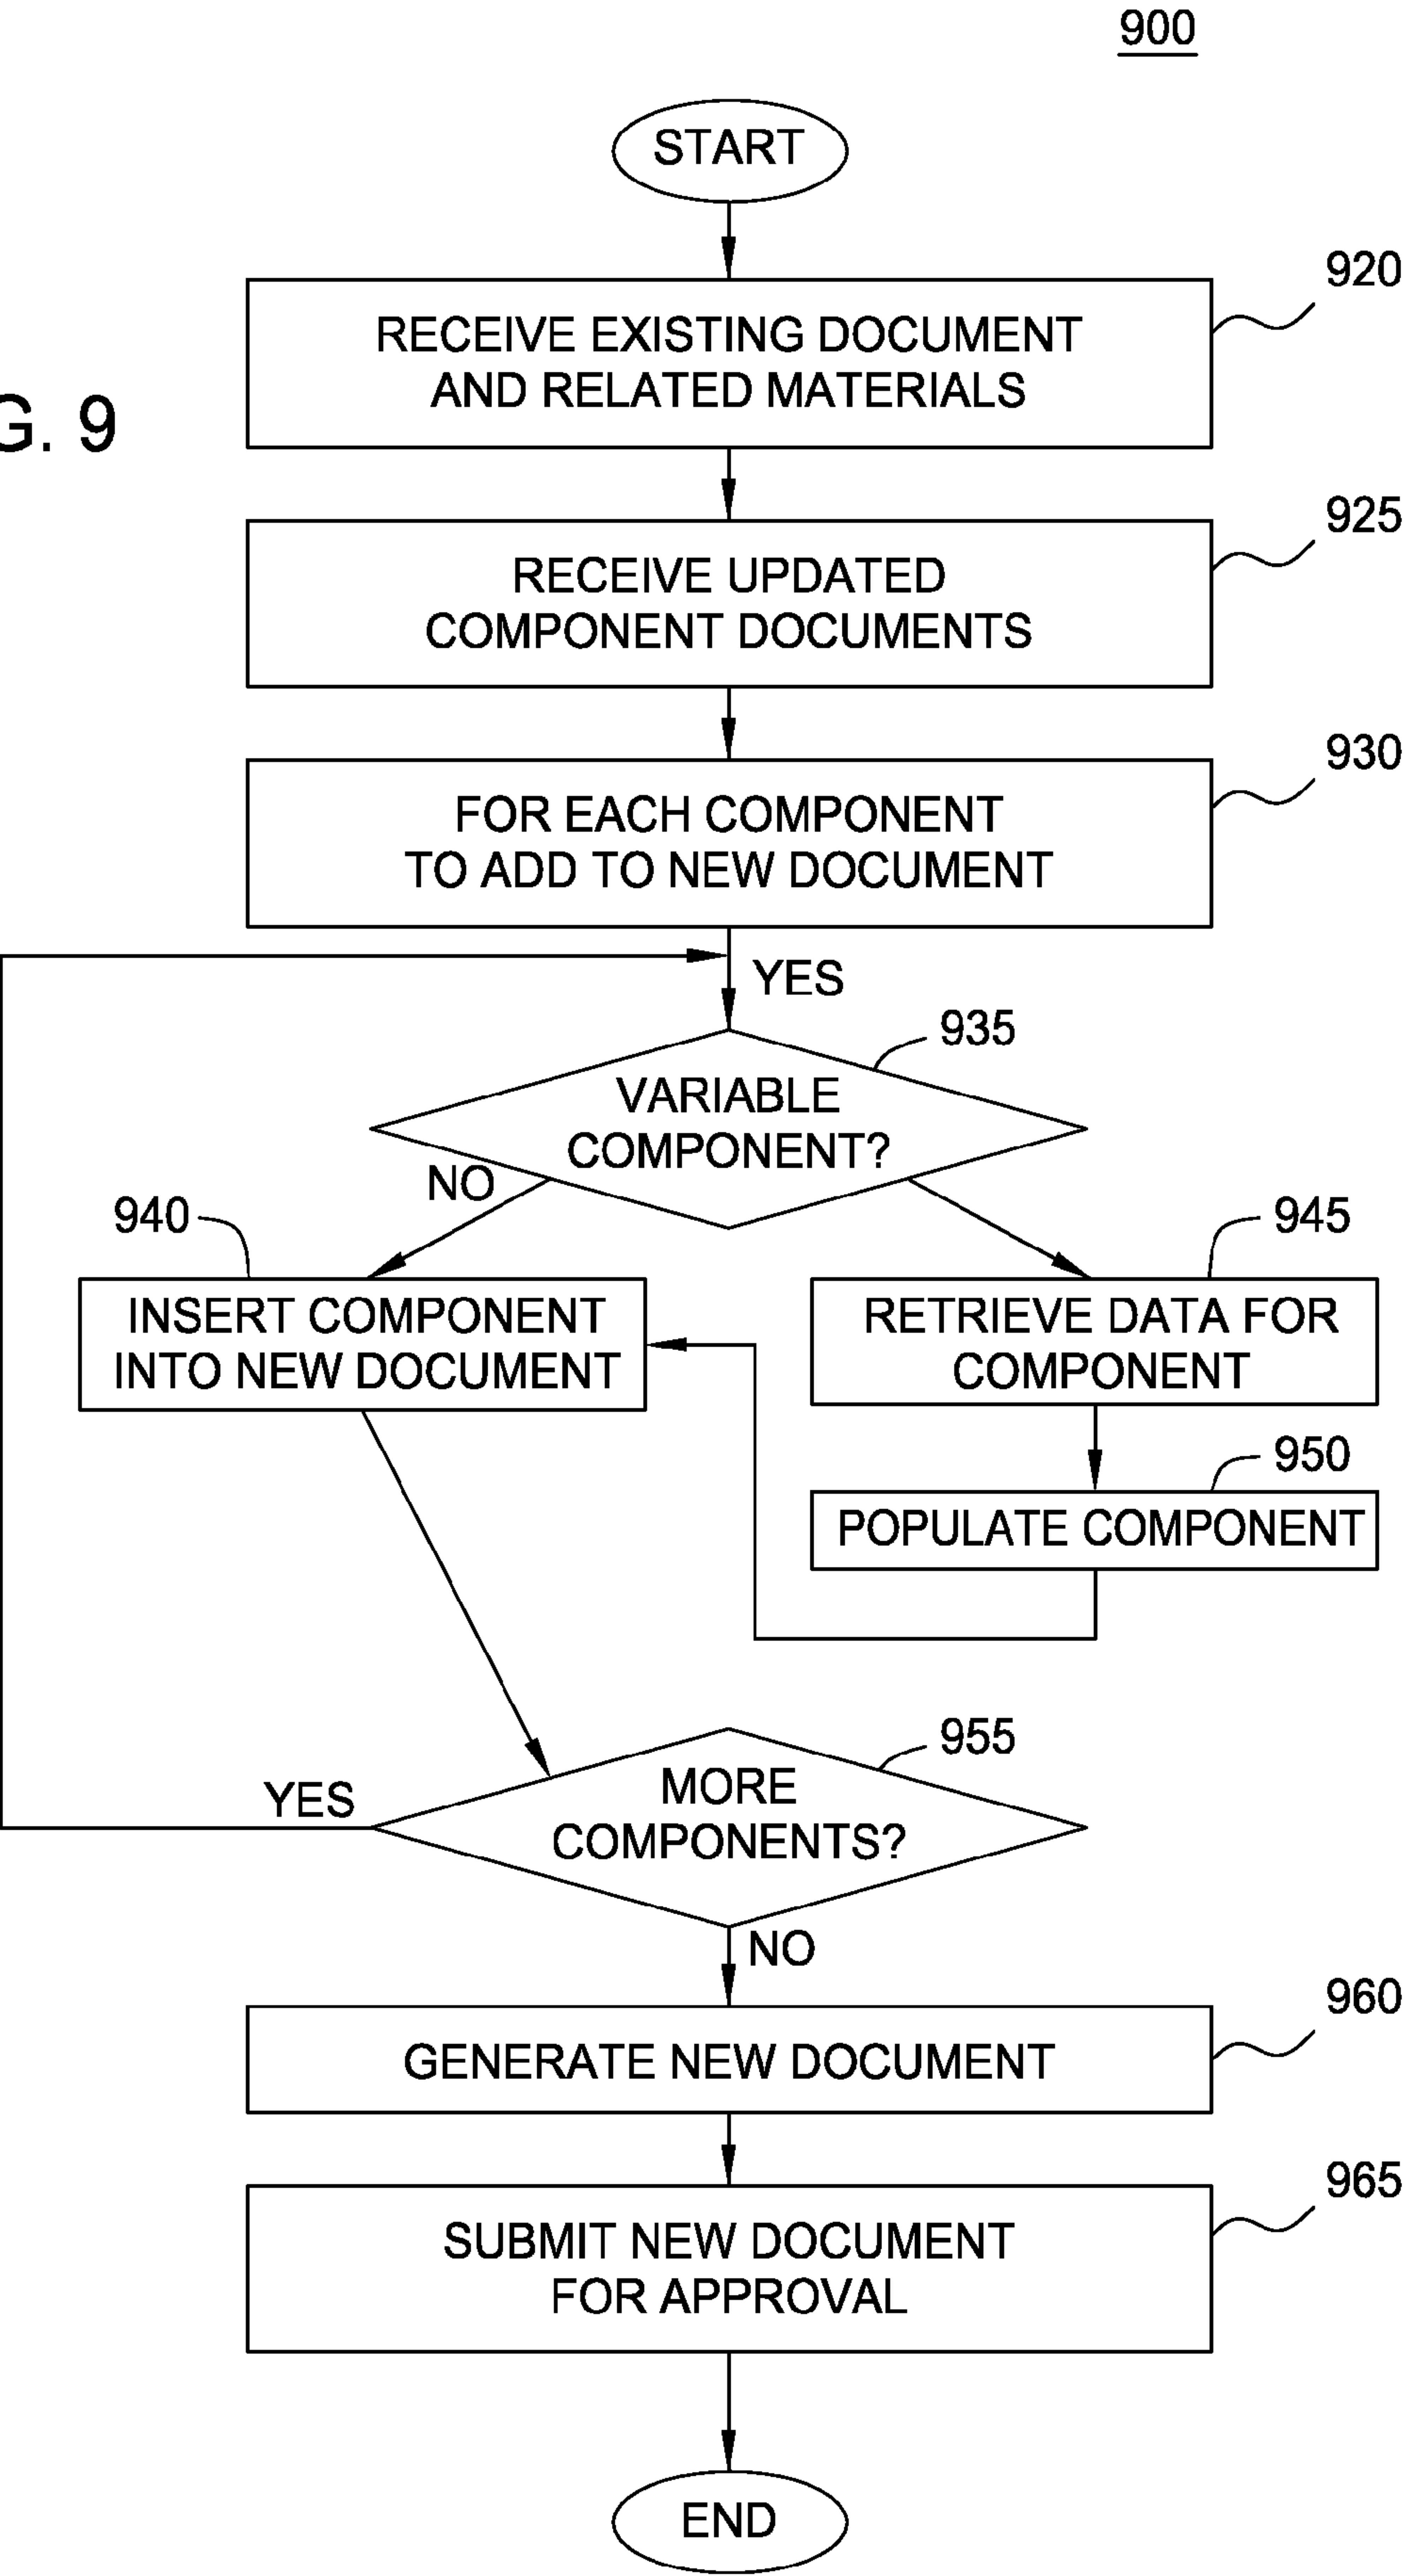 900
START
920
RECEIVE EXISTING DOCUMENT
AND RELATED MATERIALS
G. 9
925
RECEIVE UPDATED
COMPONENT DOCUMENTS
930
FOR EACH COMPONENT
TO ADD TO NEW DOCUMENT
YES
935
VARIABLE
COMPONENT?
NO
940
945
INSERT COMPONENT
INTO NEW DOCUMENT
RETRIEVE DATA FOR
COMPONENT
950
POPULATE COMPONENT
955
MORE
COMPONENTS?
YES
NO
960
GENERATE NEW DOCUMENT
965
SUBMIT NEW DOCUMENT
FOR APPROVAL
END